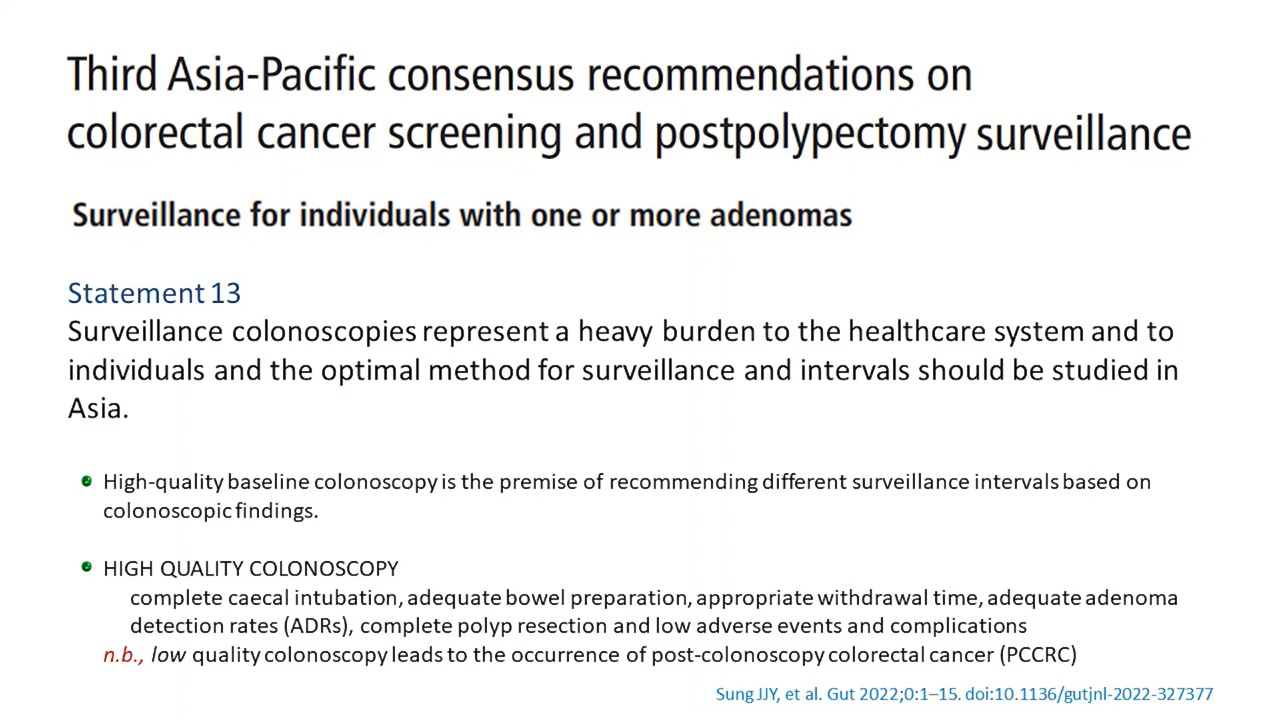 Third Asia-Pacific consensus recommendations on
colorectal cancer screening and postpolypectomy surveillance
Surveillance for individuals with one or more adenomas
Statement 13
Surveillance colonoscopies represent a heavy burden to the healthcare system and to
individuals and the optimal method for surveillance and intervals should be studied in
Asia.
High-quality baseline colonoscopy is the premise of recommending different surveillance intervals based on
colonoscopic findings.
HIGH QUALITY COLONOSCOPY
complete caecal intubation, adequate bowel preparation, appropriate withdrawal time, adequate adenoma
detection rates (ADRs), complete polyp resection and low adverse events and complications
n.b., low quality colonoscopy leads to the occurrence of post-colonoscopy colorectal cancer (PCCRC)
Sung JJY, et al. Gut 2022;0:1–15. doi:10.1136/gutjnl-2022-327377